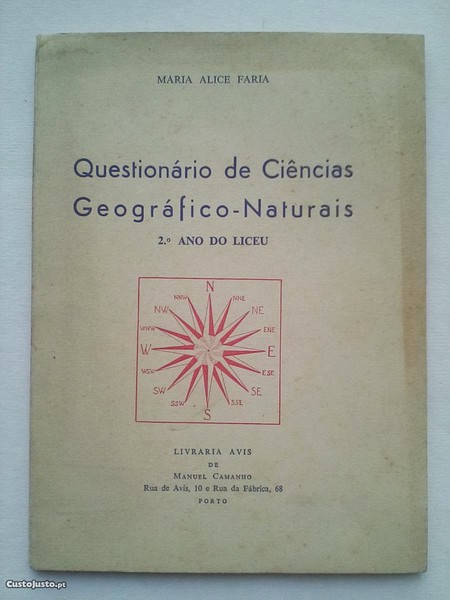 MARIA ALICE FARIA
Questionário de Ciências
Geográfico-Naturais
2.º ANO DO LICEU
N
NNW
NNE
NW
NE
WNW
ENE
W
E
WSW
ESE
SW
SE
SSW
SSE
S
LIVRARIA AVIS
DE
MANUEL CAMANHO
Rua de Avis, 10 e Rua da Fábrica, 68
PORTO
CustoJusto.pt